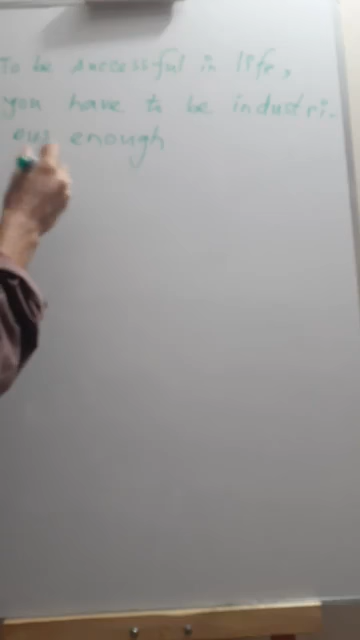 To be successful in life,
you have to be industri-
ous enough